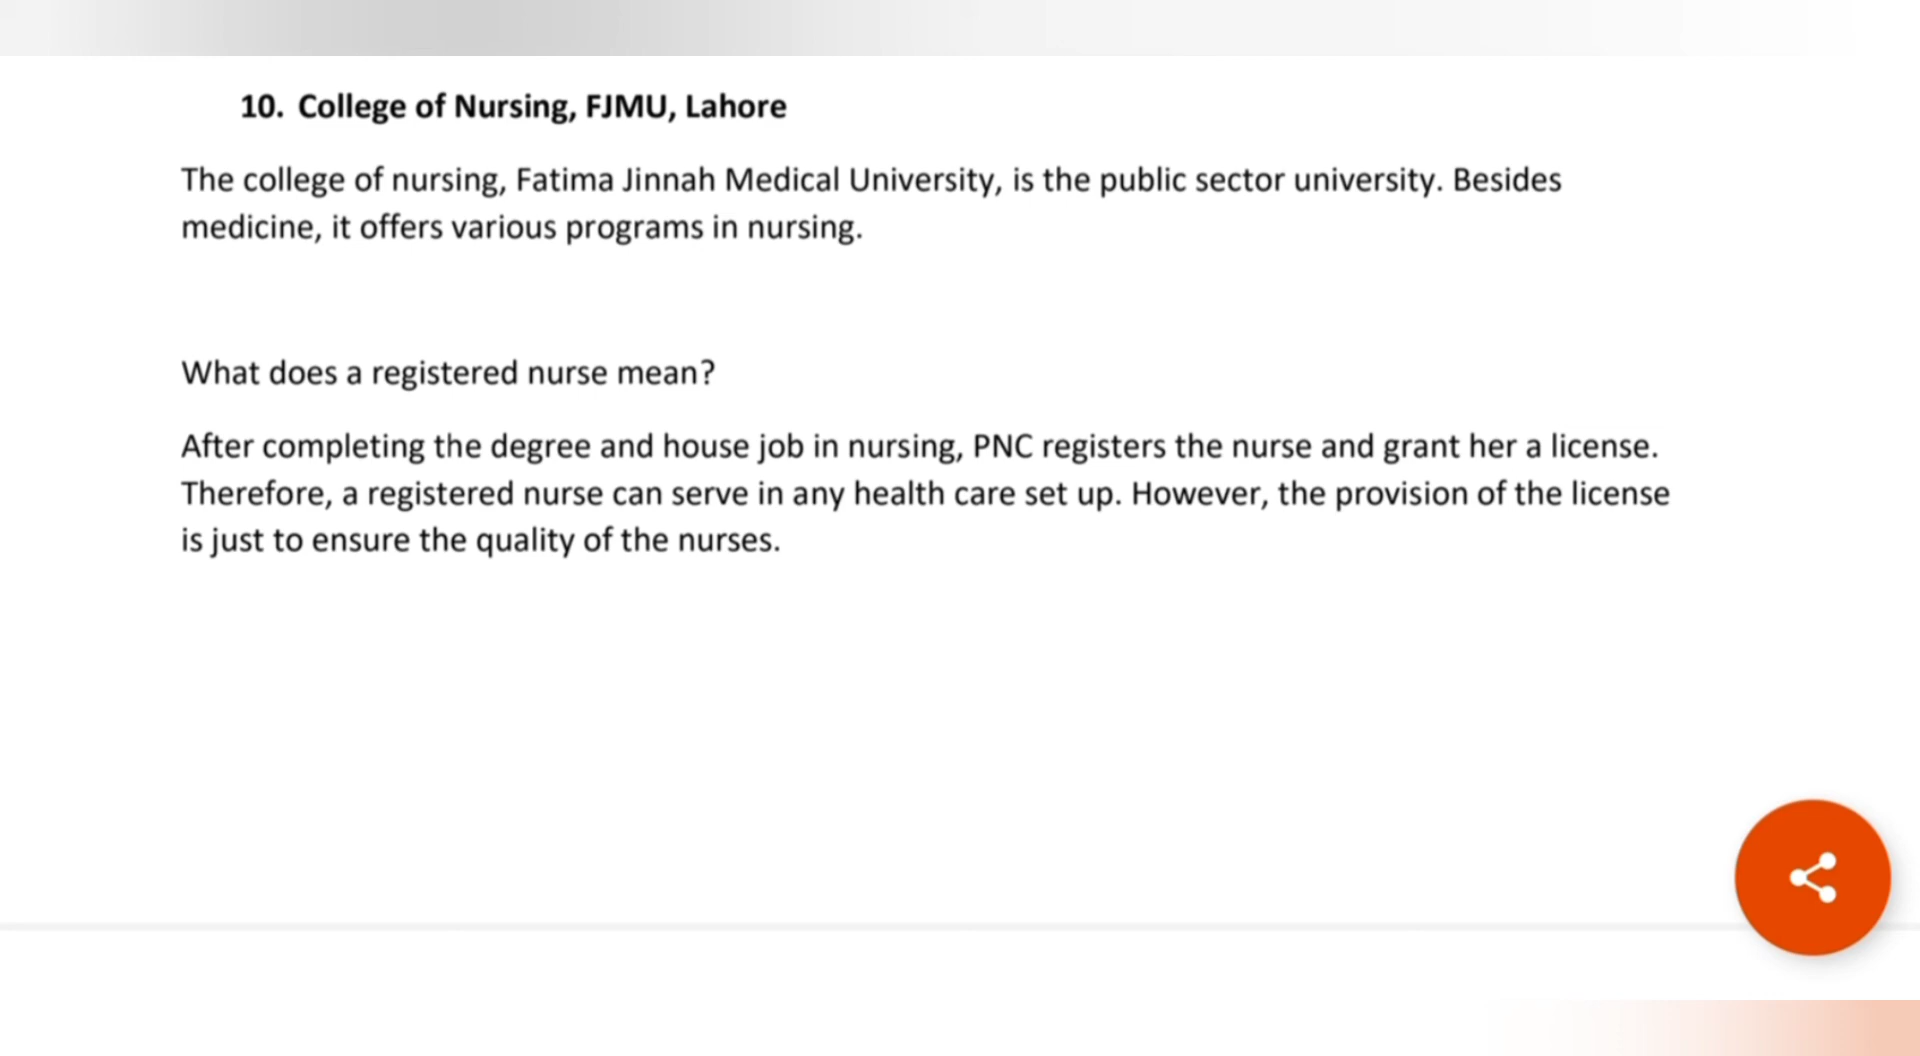 10. College of Nursing, FJMU, Lahore
The college of nursing, Fatima Jinnah Medical University, is the public sector university. Besides
medicine, it offers various programs in nursing.
What does a registered nurse mean?
After completing the degree and house job in nursing, PNC registers the nurse and grant her a license.
Therefore, a registered nurse can serve in any health care set up. However, the provision of the license
is just to ensure the quality of the nurses.